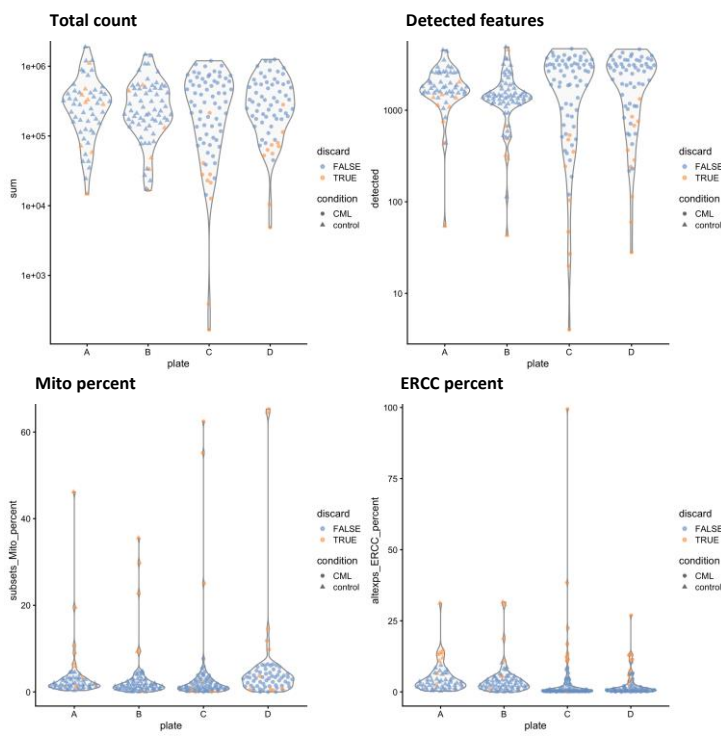 Total count
1e+06
1e+05
1e+04
1e+03
sum
A B C D
plate
discard
FALSE
TRUE
condition
CML
control
Detected features
1000
100
10
detected
A B C D
plate
discard
FALSE
TRUE
condition
CML
control
Mito percent
60
40
20
0
subsets_Mito_percent
A B C D
plate
discard
FALSE
TRUE
condition
CML
control
ERCC percent
100
75
50
25
0
altexps_ERCC_percent
A B C D
plate
discard
FALSE
TRUE
condition
CML
control